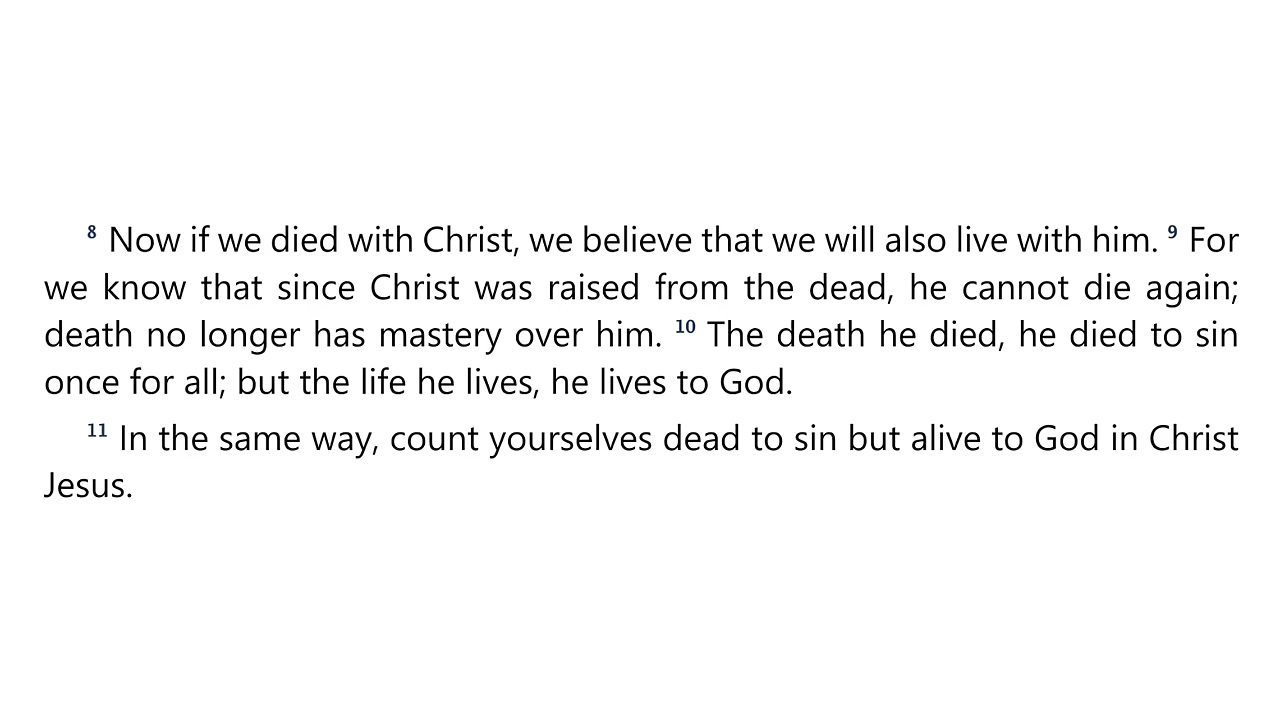 8 Now if we died with Christ, we believe that we will also live with him. 9 For
we know that since Christ was raised from the dead, he cannot die again;
death no longer has mastery over him. 10 The death he died, he died to sin
once for all; but the life he lives, he lives to God.
11 In the same way, count yourselves dead to sin but alive to God in Christ
Jesus.